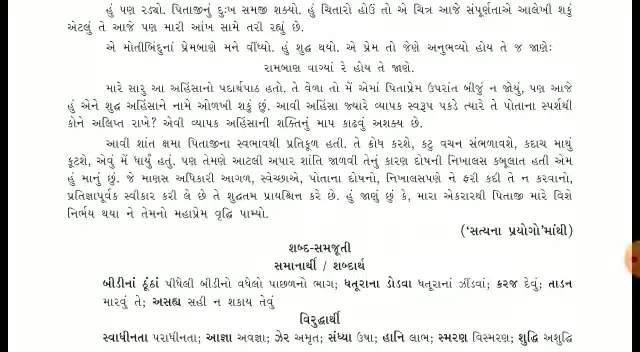 હું પણ રડ્યો. પિતાજીનું દુઃખ સમજી શક્યો. હું ચિતારો હોઉં તો એ ચિત્ર આજે સંપૂર્ણતાએ આલેખી શકું
એટલું તે આજે પણ મારી આંખ સામે તરી રહ્યું છે.
એ મોતીબિંદુનાં પ્રેમબાણે મને વીંધ્યો. હું શુદ્ધ થયો. એ પ્રેમ તો જેણે અનુભવ્યો હોય તે જ જાણે:
રામબાણ વાગ્યાં રે હોય તે જાણે.
મારે સારુ આ અહિંસાનો પદાર્થપાઠ હતો. તે વેળા તો મેં એમાં પિતાપ્રેમ ઉપરાંત બીજું ન જોયું, પણ આજે
હું એને શુદ્ધ અહિંસાને નામે ઓળખી શકું છું. આવી અહિંસા જ્યારે વ્યાપક સ્વરૂપ પકડે ત્યારે તે પોતાના સ્પર્શથી
કોને અલિપ્ત રાખે? એવી વ્યાપક અહિંસાની શક્તિનું માપ કાઢવું અશક્ય છે.
આવી શાંત ક્ષમા પિતાજીના સ્વભાવથી પ્રતિકૂળ હતી. તે ક્રોધ કરશે, કટુ વચન સંભળાવશે, કદાચ માથું
કૂટશે, એવું મેં ધાર્યું હતું. પણ તેમણે આટલી અપાર શાંતિ જાળવી તેનું કારણ દોષની નિખાલસ કબૂલાત હતી એમ
હું માનું છું. જે માણસ અધિકારી આગળ, સ્વેચ્છાએ, પોતાના દોષનો, નિખાલસપણે ને ફરી કદી તે ન કરવાનો,
પ્રતિજ્ઞાપૂર્વક સ્વીકાર કરી લે છે તે શુદ્ધતમ પ્રાયશ્ચિત્ત કરે છે. હું જાણું છું કે, મારા એકરારથી પિતાજી મારે વિશે
નિર્ભય થયા ને તેમનો મહાપ્રેમ વૃદ્ધિ પામ્યો.
('સત્યના પ્રયોગો'માંથી)
શબ્દ-સમજૂતી
સમાનાર્થી / શબ્દાર્થ
બીડીનાં ઠૂંઠાં પીધેલી બીડીનો વધેલો પાછળનો ભાગ; ધતૂરાના ડોડવા ધતૂરાનાં ઝીંડવાં; કરજ દેવું; તાડન
મારવું તે; અસહ્ય સહી ન શકાય તેવું
વિરુદ્ધાર્થી
સ્વાધીનતા પરાધીનતા; આજ્ઞા અવજ્ઞા; ઝેર અમૃત; સંધ્યા ઉષા; હાનિ લાભ; સ્મરણ વિસ્મરણ; શુદ્ધિ અશુદ્ધિ